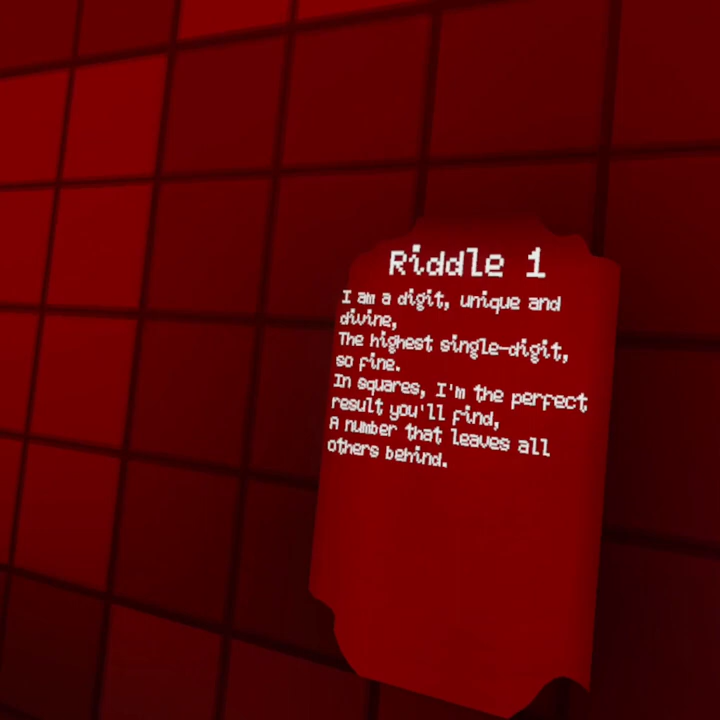 Riddle 1
I am a digit, unique and
divine,
The highest single-digit,
so fine.
In squares, I'm the perfect
result you'll find,
A number that leaves all
others behind.